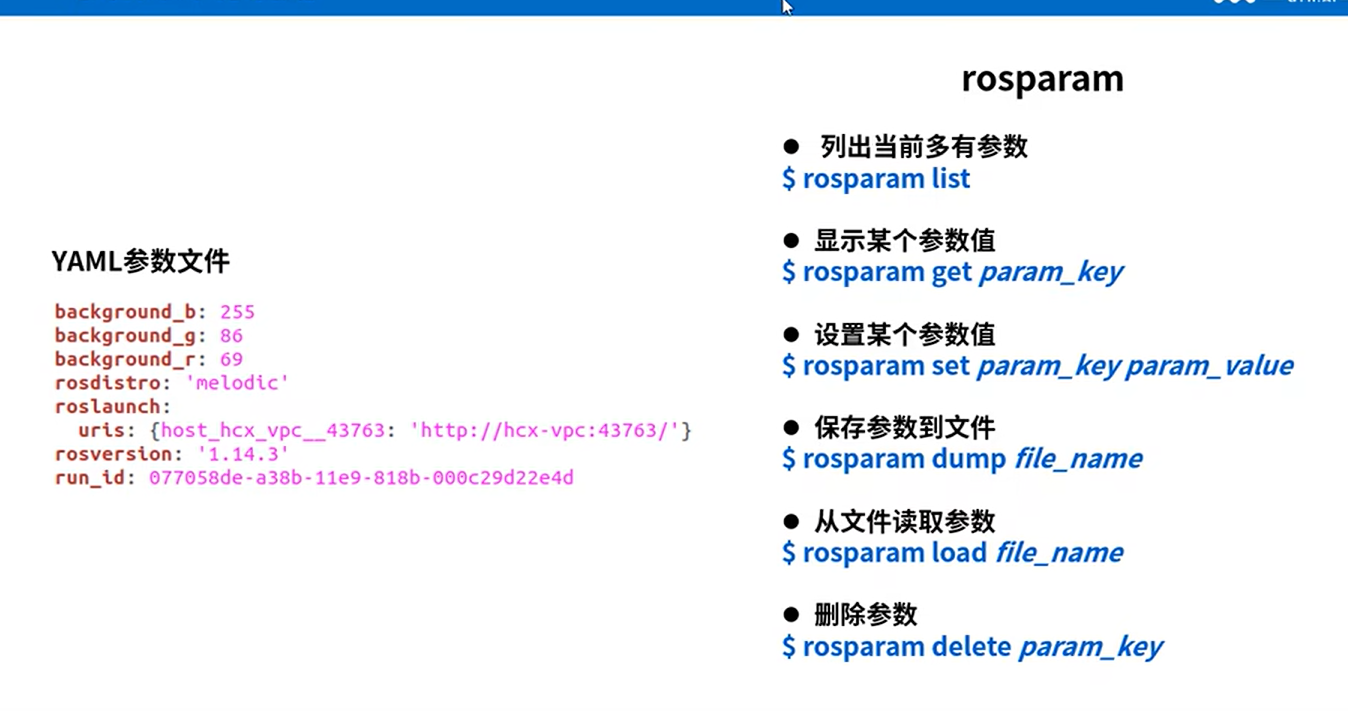 YAML参数文件
background_b: 255
background_g: 86
background_r: 69
rosdistro: 'melodic'
roslaunch:
  uris: {host_hcx_vpc__43763: 'http://hcx-vpc:43763/'}
rosversion: '1.14.3'
run_id: 077058de-a38b-11e9-818b-000c29d22e4d
rosparam
● 列出当前多有参数
$ rosparam list
● 显示某个参数值
$ rosparam get param_key
● 设置某个参数值
$ rosparam set param_key param_value
● 保存参数到文件
$ rosparam dump file_name
● 从文件读取参数
$ rosparam load file_name
● 删除参数
$ rosparam delete param_key